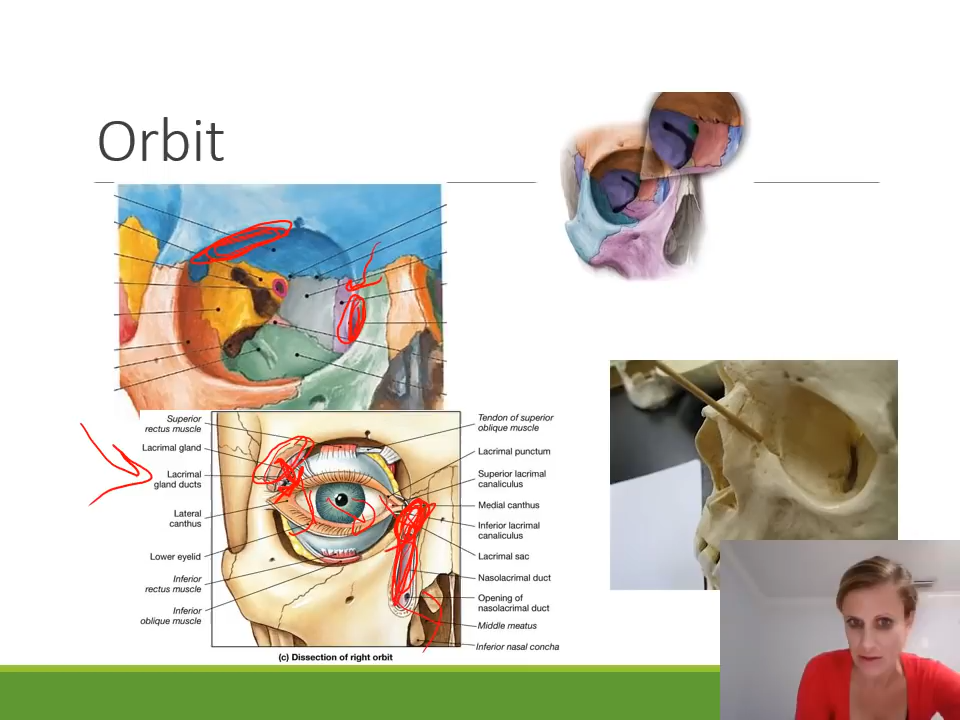 Orbit
Superior
rectus muscle
Lacrimal gland
Lacrimal
gland ducts
Lateral
canthus
Lower eyelid
Inferior
rectus muscle
Inferior
oblique muscle
Tendon of superior
oblique muscle
Lacrimal punctum
Superior lacrimal
canaliculus
Medial canthus
Inferior lacrimal
canaliculus
Lacrimal sac
Nasolacrimal duct
Opening of
nasolacrimal duct
Middle meatus
Inferior nasal concha
(c) Dissection of right orbit